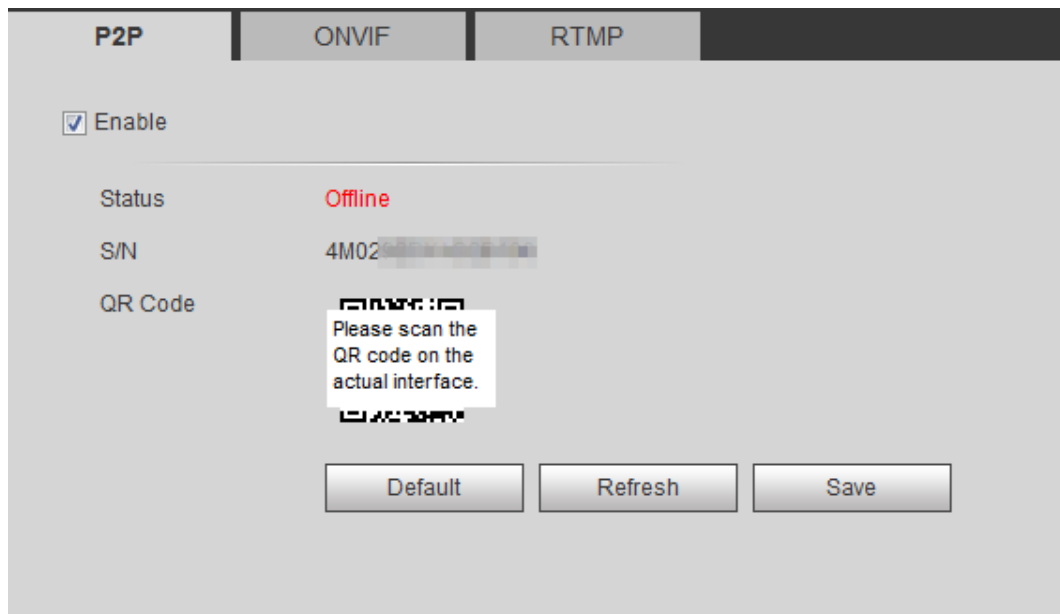 P2P ONVIF RTMP
Enable
Status Offline
S/N 4M02
QR Code
Please scan the
QR code on the
actual interface.
Default Refresh Save